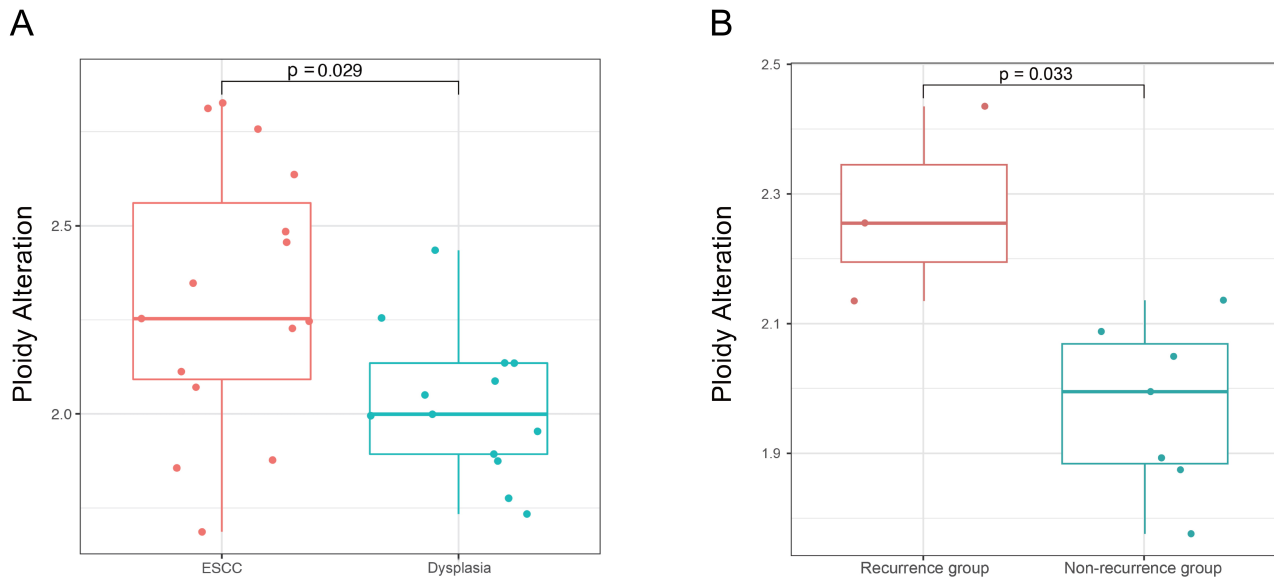 A
p = 0.029
Ploidy Alteration
2.5
2.0
ESCC
Dysplasia
B
p = 0.033
Ploidy Alteration
2.5
2.3
2.1
1.9
Recurrence group
Non-recurrence group